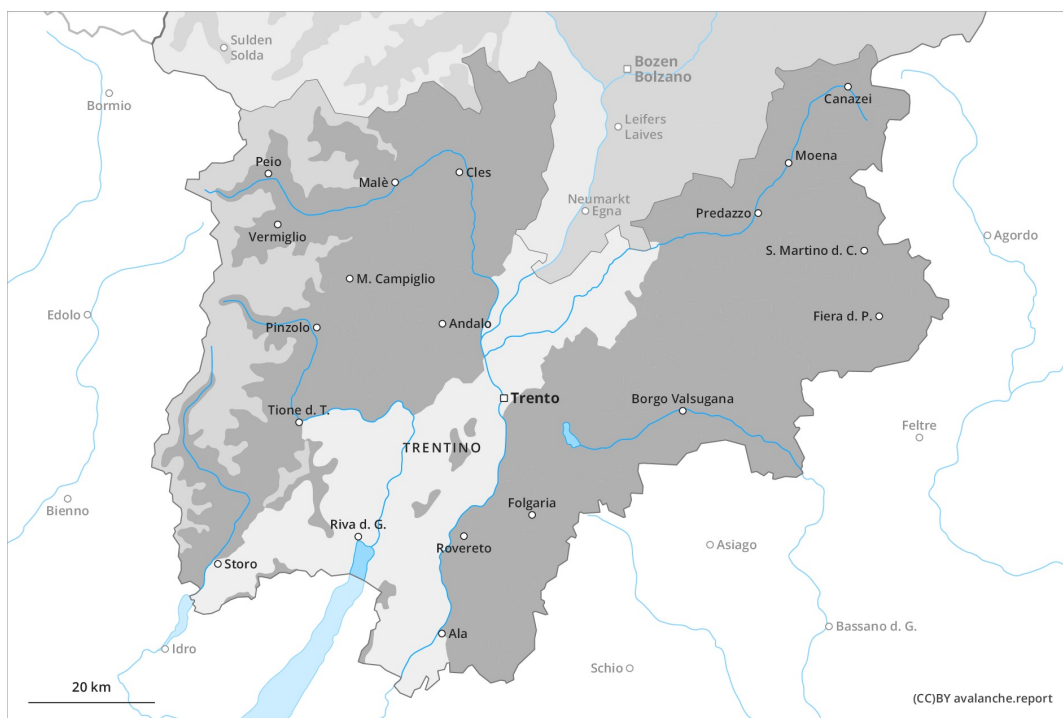 Sulden
Solda
Bozen
Bolzano
Bormio
Canazei
Leifers
Laives
Peio
Malè
Cles
Moena
Neumarkt
Egna
Predazzo
Vermiglio
Agordo
S. Martino d. C.
M. Campiglio
Edolo
Pinzolo
Andalo
Fiera d. P.
Trento
Borgo Valsugana
Tione d. T.
Feltre
TRENTINO
Bienno
Folgaria
Riva d. G.
Rovereto
Asiago
Storo
Bassano d. G.
Ala
Idro
Schio
20 km
(CC)BY avalanche.report